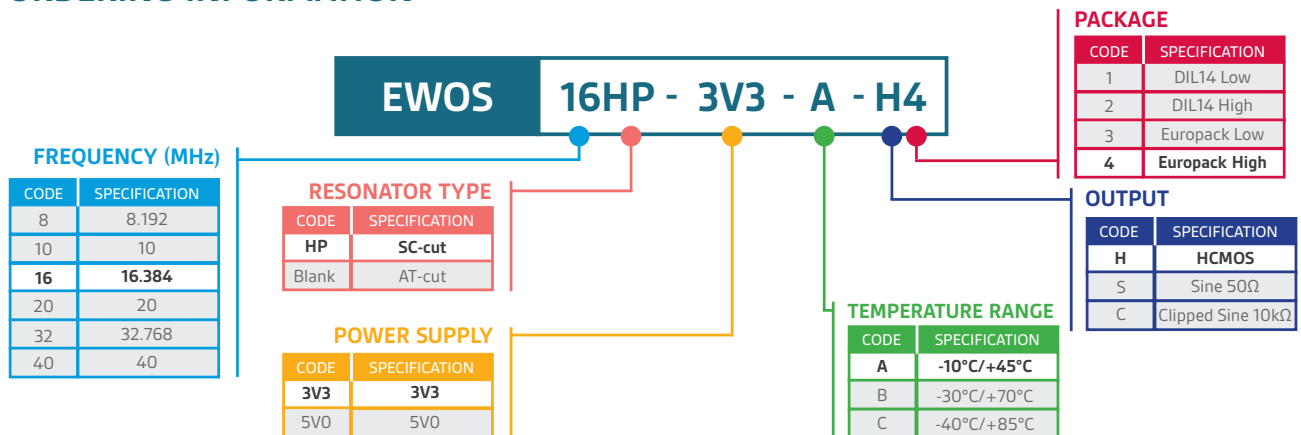 ORDERING INFORMATION
EWOS 16HP - 3V3 - A - H4
PACKAGE
CODE SPECIFICATION
1 DIL14 Low
2 DIL14 High
3 Europack Low
4 Europack High
FREQUENCY (MHz)
CODE SPECIFICATION
8 8.192
10 10
16 16.384
20 20
32 32.768
40 40
RESONATOR TYPE
CODE SPECIFICATION
HP SC-cut
Blank AT-cut
OUTPUT
CODE SPECIFICATION
H HCMOS
S Sine 50Ω
C Clipped Sine 10kΩ
POWER SUPPLY
CODE SPECIFICATION
3V3 3V3
5V0 5V0
TEMPERATURE RANGE
CODE SPECIFICATION
A -10°C/+45°C
B -30°C/+70°C
C -40°C/+85°C